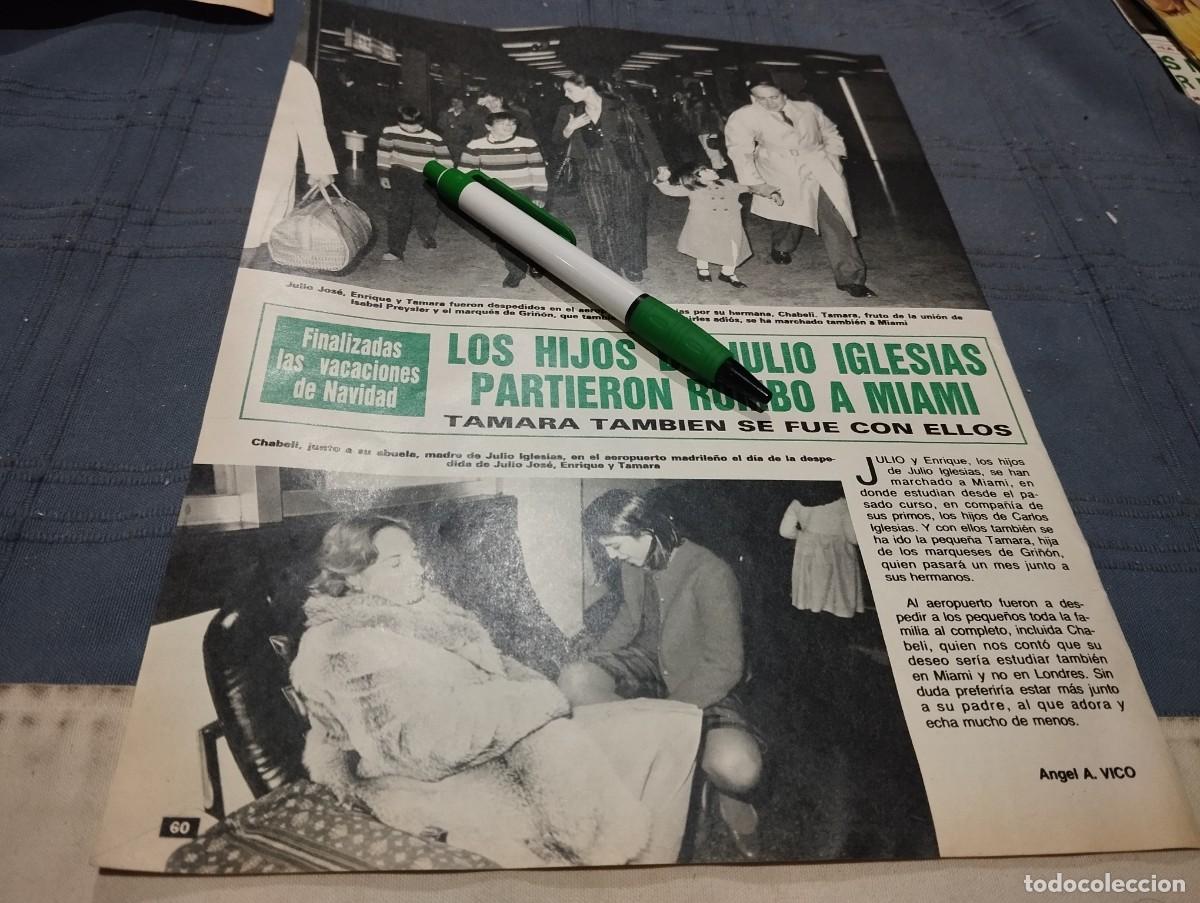 Julio José, Enrique y Tamara fueron despedidos en el por su hermana, Chabeli. Tamara, fruto de la unión de
Isabel Preysler y el marqués de Griñón, que adiós, se ha marchado también a Miami
Finalizadas
las vacaciones
de Navidad
LOS HIJOS JULIO IGLESIAS
PARTIERON RUMBO A MIAMI
TAMARA TAMBIEN SE FUE CON ELLOS
Chabeli, junto a su abuela, madre de Julio Iglesias, en el aeropuerto madrileño el día de la despe-
dida de Julio José, Enrique y Tamara
JULIO y Enrique, los hijos
de Julio Iglesias, se han
marchado a Miami, en
donde estudian desde el pa-
sado curso, en compañía de
sus primos, los hijos de Carlos
Iglesias. Y con ellos también se
ha ido la pequeña Tamara, hija
de los marqueses de Griñón,
quien pasará un mes junto a
sus hermanos.
Al aeropuerto fueron a des-
pedir a los pequeños toda la fa-
milia al completo, incluida Cha-
beli, quien nos contó que su
deseo sería estudiar también
en Miami y no en Londres. Sin
duda preferiría estar más junto
a su padre, al que adora y
echa mucho de menos.
Angel A. VICO
60
todocoleccion